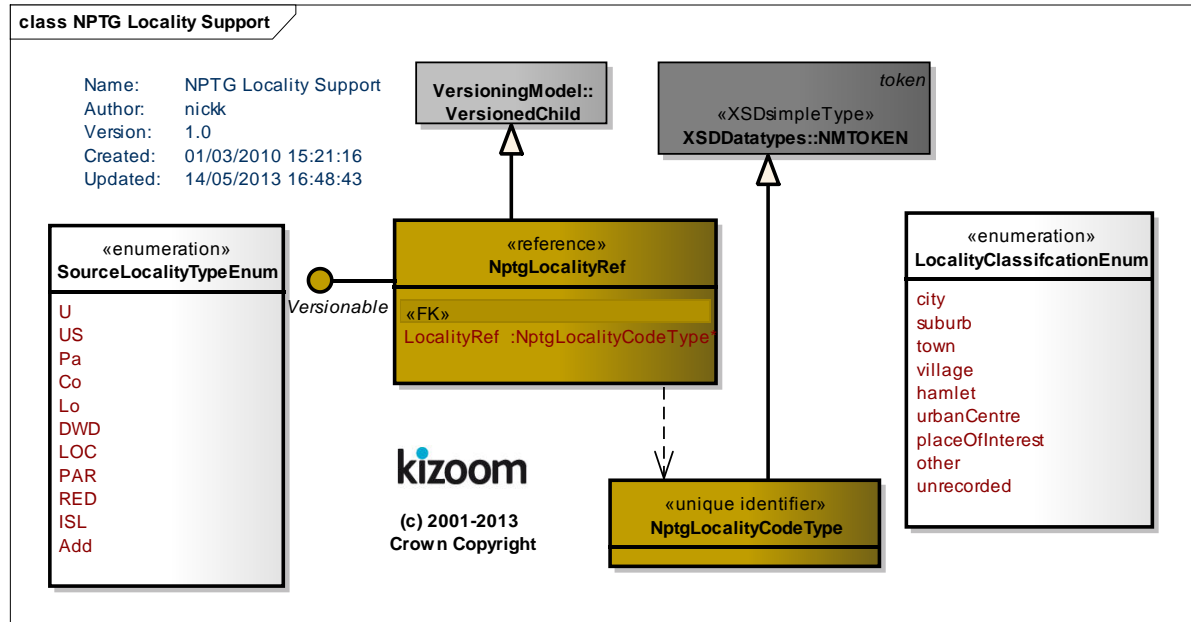 class NPTG Locality Support
Name: NPTG Locality Support
Author: nickk
Version: 1.0
Created: 01/03/2010 15:21:16
Updated: 14/05/2013 16:48:43
VersioningModel::
VersionedChild
token
«XSDsimpleType»
XSDDatatypes::NMTOKEN
«enumeration»
SourceLocalityTypeEnum
U
US
Pa
Co
Lo
DWD
LOC
PAR
RED
ISL
Add
Versionable
«reference»
NptgLocalityRef
«FK»
LocalityRef :NptgLocalityCodeType*
«enumeration»
LocalityClassifcationEnum
city
suburb
town
village
hamlet
urbanCentre
placeOfInterest
other
unrecorded
kizoom
(c) 2001-2013
Crown Copyright
«unique identifier»
NptgLocalityCodeType